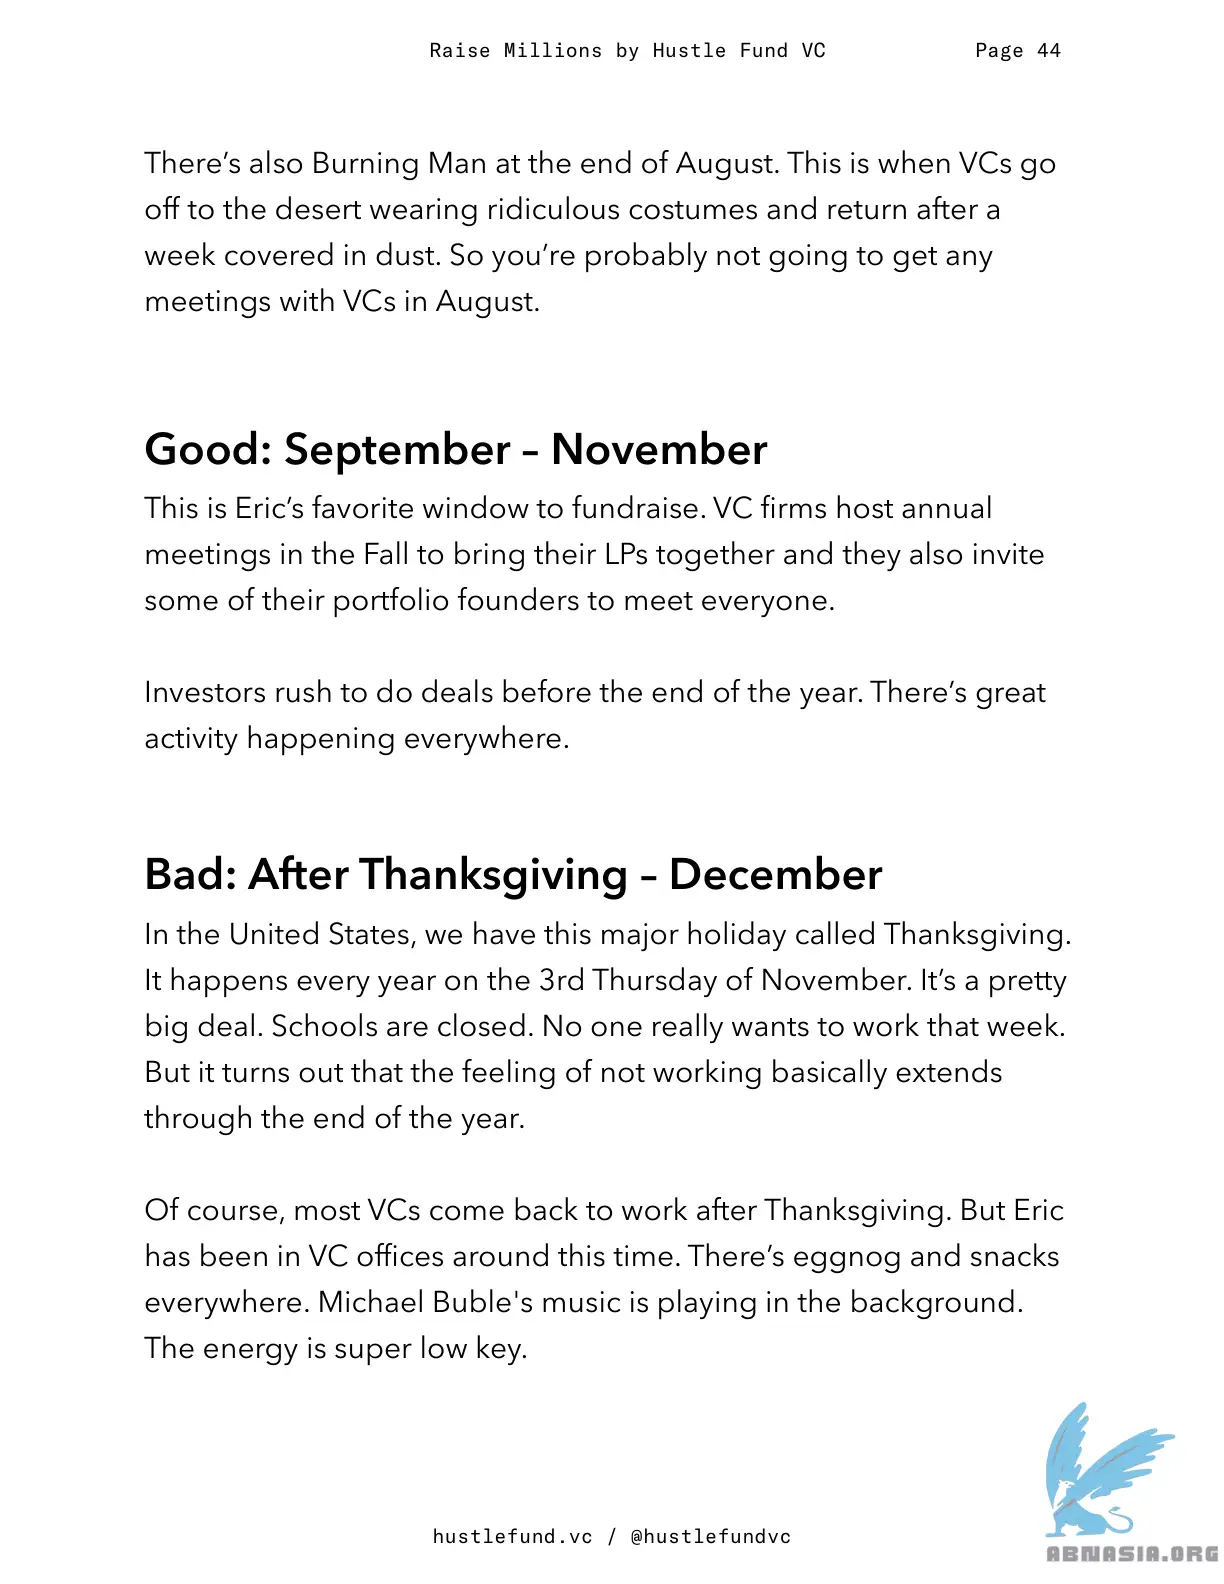 Raise Millions by Hustle Fund VC Page 44
There’s also Burning Man at the end of August. This is when VCs go
off to the desert wearing ridiculous costumes and return after a
week covered in dust. So you’re probably not going to get any
meetings with VCs in August.
Good: September – November
This is Eric’s favorite window to fundraise. VC firms host annual
meetings in the Fall to bring their LPs together and they also invite
some of their portfolio founders to meet everyone.
Investors rush to do deals before the end of the year. There’s great
activity happening everywhere.
Bad: After Thanksgiving – December
In the United States, we have this major holiday called Thanksgiving.
It happens every year on the 3rd Thursday of November. It’s a pretty
big deal. Schools are closed. No one really wants to work that week.
But it turns out that the feeling of not working basically extends
through the end of the year.
Of course, most VCs come back to work after Thanksgiving. But Eric
has been in VC offices around this time. There’s eggnog and snacks
everywhere. Michael Buble's music is playing in the background.
The energy is super low key.
hustlefund.vc / @hustlefundvc
ABNASIA.ORG